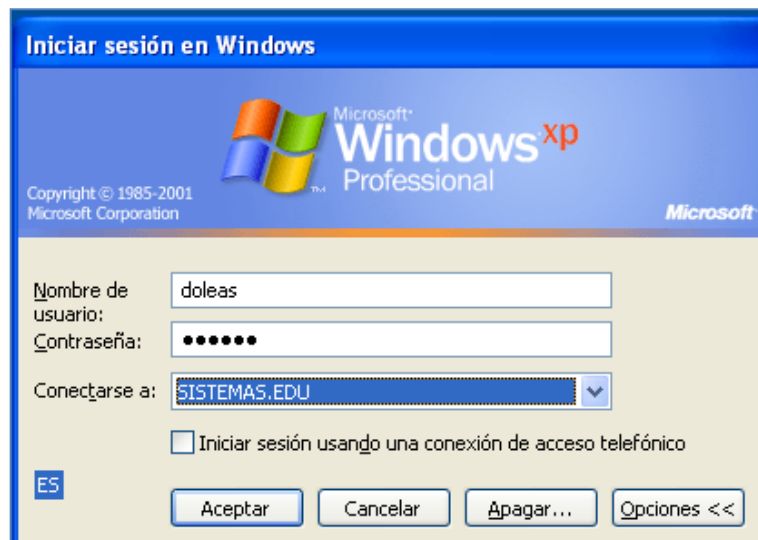 Iniciar sesión en Windows
Microsoft®
Windows xp
Professional
TM
Copyright © 1985-2001
Microsoft Corporation
Microsoft
Nombre de
usuario:
doleas
Contraseña:
••••••
Conectarse a:
SISTEMAS.EDU
Iniciar sesión usando una conexión de acceso telefónico
ES
Aceptar
Cancelar
Apagar...
Opciones <<